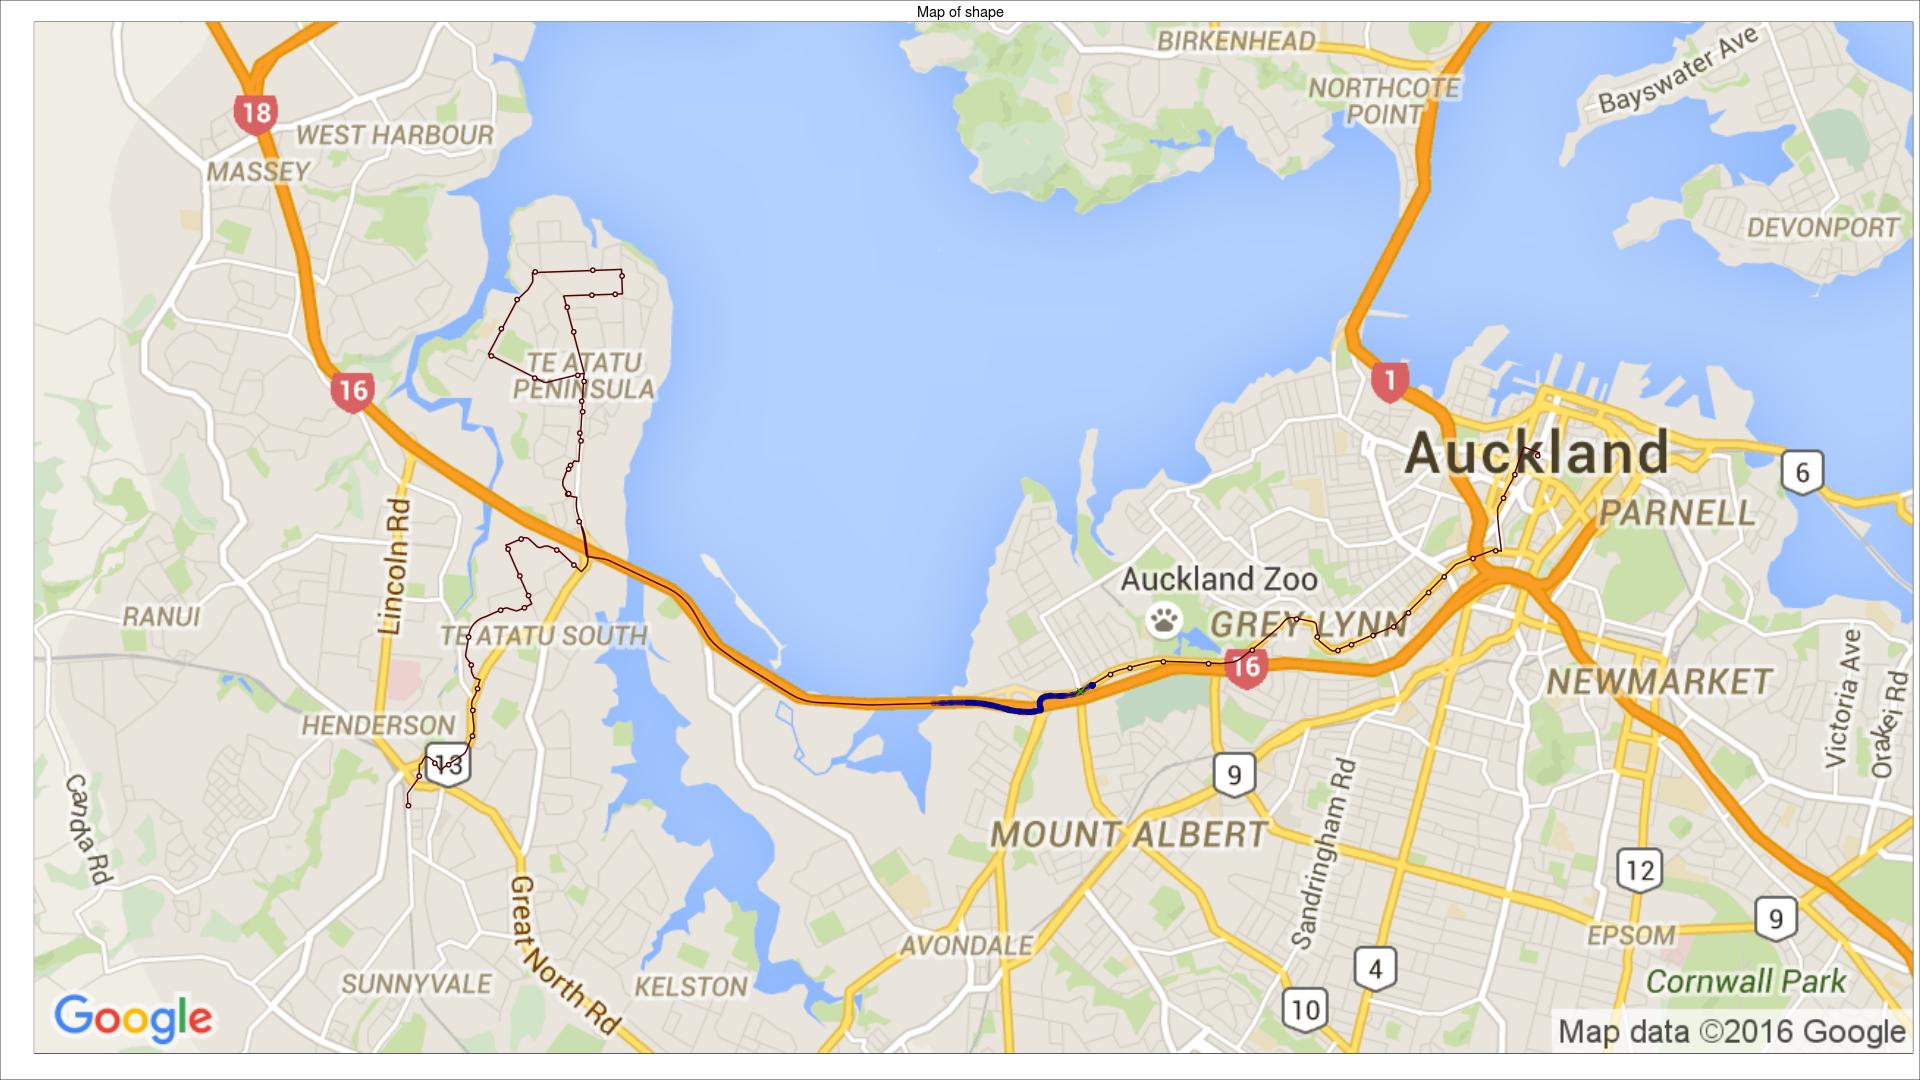 Map of shape
BIRKENHEAD
Bayswater Ave
NORTHCOTE
POINT
18
WEST HARBOUR
MASSEY
DEVONPORT
TE ATATU
PENINSULA
16
1
Auckland
6
PARNELL
Lincoln Rd
Auckland Zoo
RANUI
TE ATATU SOUTH
GREY LYNN
16
NEWMARKET
Victoria Ave
Orakei Rd
HENDERSON
13
9
Candia Rd
MOUNT ALBERT
Sandringham Rd
12
Great North Rd
9
AVONDALE
EPSOM
4
SUNNYVALE
KELSTON
Cornwall Park
10
Google
Map data ©2016 Google